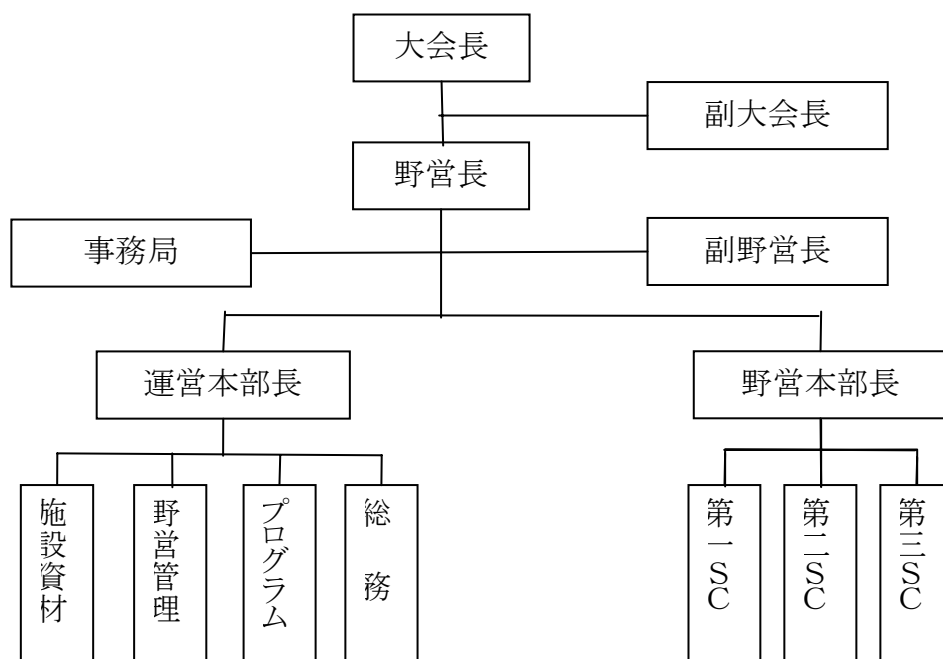 大会長
副大会長
野営長
事務局
副野営長
運営本部長
野営本部長
施設資材
野営管理
プログラム
総務
第一SC
第二SC
第三SC